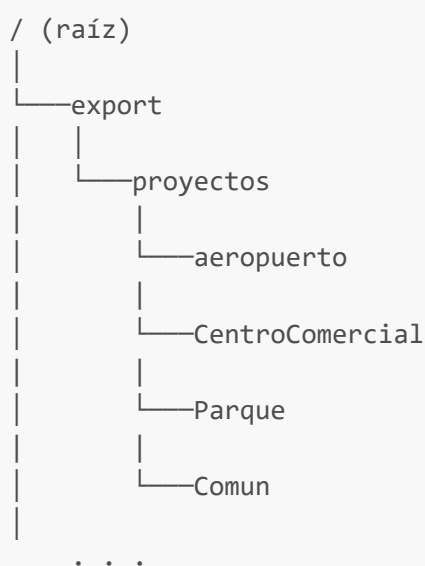 / (raíz)
│
└───export
│   │
│   └───proyectos
│       │
│       └───aeropuerto
│       │
│       └───CentroComercial
│       │
│       └───Parque
│       │
│       └───Comun
│
    . . .